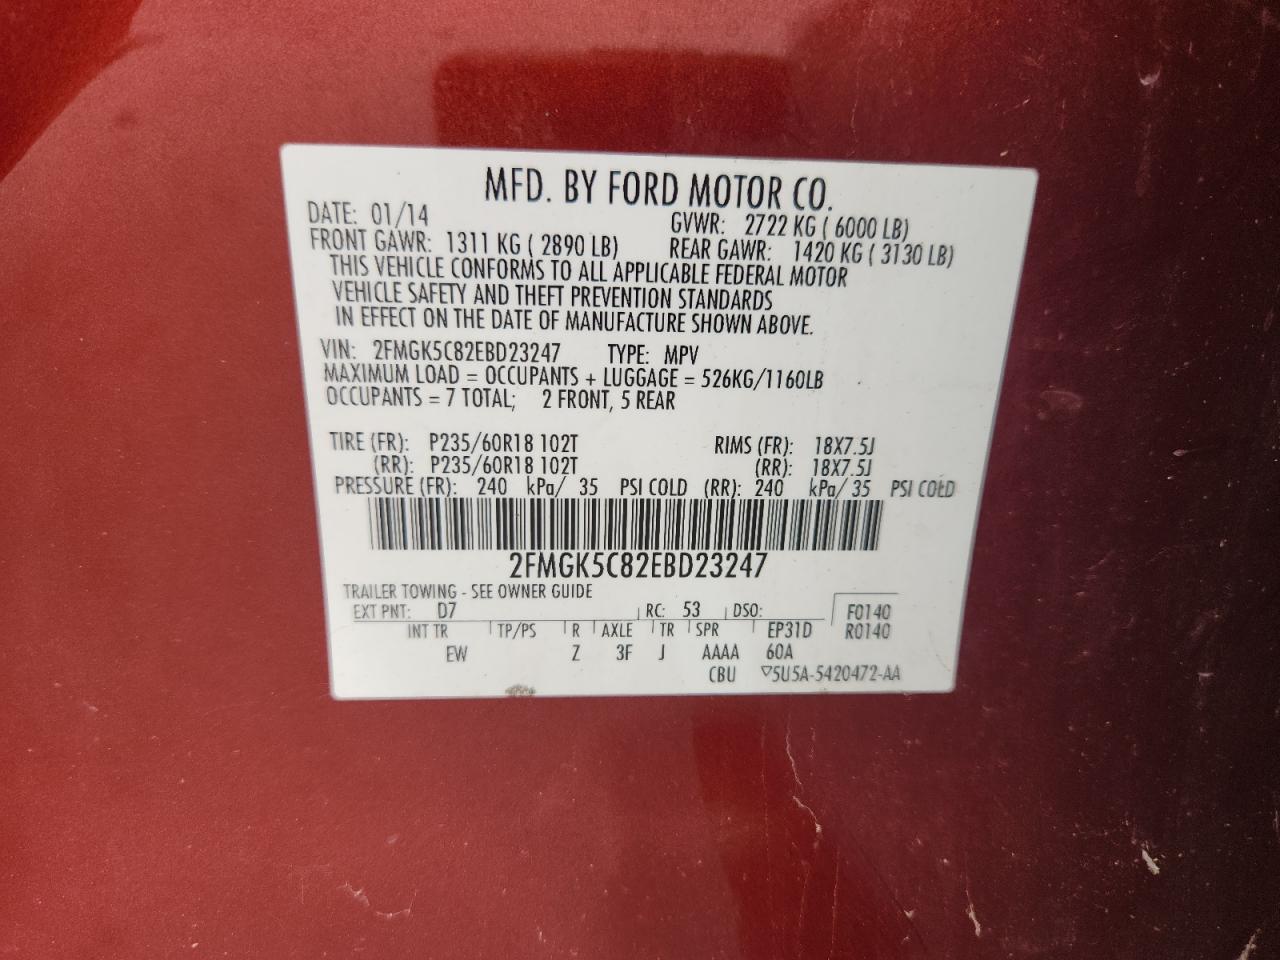 MFD. BY FORD MOTOR CO.
DATE: 01/14 GVWR: 2722 KG ( 6000 LB)
FRONT GAWR: 1311 KG ( 2890 LB) REAR GAWR: 1420 KG ( 3130 LB)
THIS VEHICLE CONFORMS TO ALL APPLICABLE FEDERAL MOTOR
VEHICLE SAFETY AND THEFT PREVENTION STANDARDS
IN EFFECT ON THE DATE OF MANUFACTURE SHOWN ABOVE.
VIN: 2FMGK5C82EBD23247 TYPE: MPV
MAXIMUM LOAD = OCCUPANTS + LUGGAGE = 526KG/1160LB
OCCUPANTS = 7 TOTAL; 2 FRONT, 5 REAR
TIRE (FR): P235/60R18 102T RIMS (FR): 18X7.5J
(RR): P235/60R18 102T (RR): 18X7.5J
PRESSURE (FR): 240 kPa/ 35 PSI COLD (RR): 240 kPa/ 35 PSI COLD
2FMGK5C82EBD23247
TRAILER TOWING - SEE OWNER GUIDE
EXT PNT: D7 RC: 53 DSO: F0140
INT TR TP/PS R AXLE TR SPR EP31D R0140
EW Z 3F J AAAA 60A
CBU ▽5U5A-5420472-AA